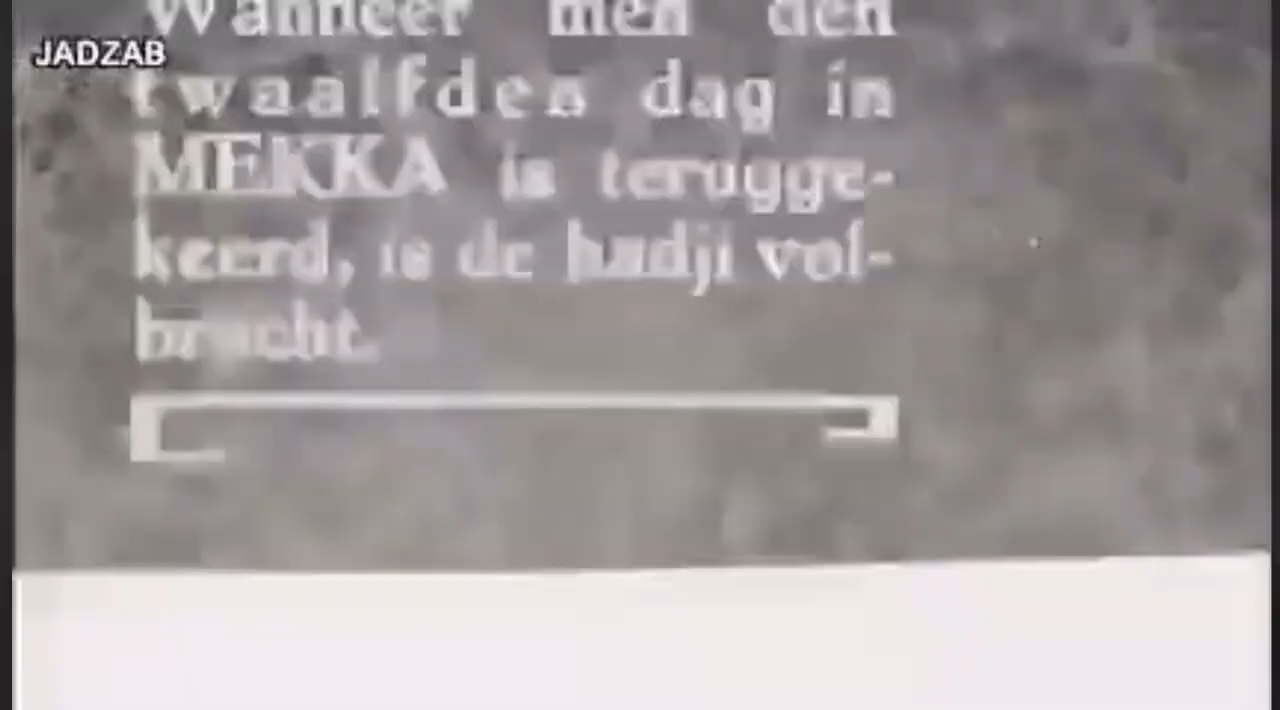 JADZAB
Wanneer men den
twaalfden dag in
MEKKA is terugge-
keerd, is de hadji vol-
bracht.